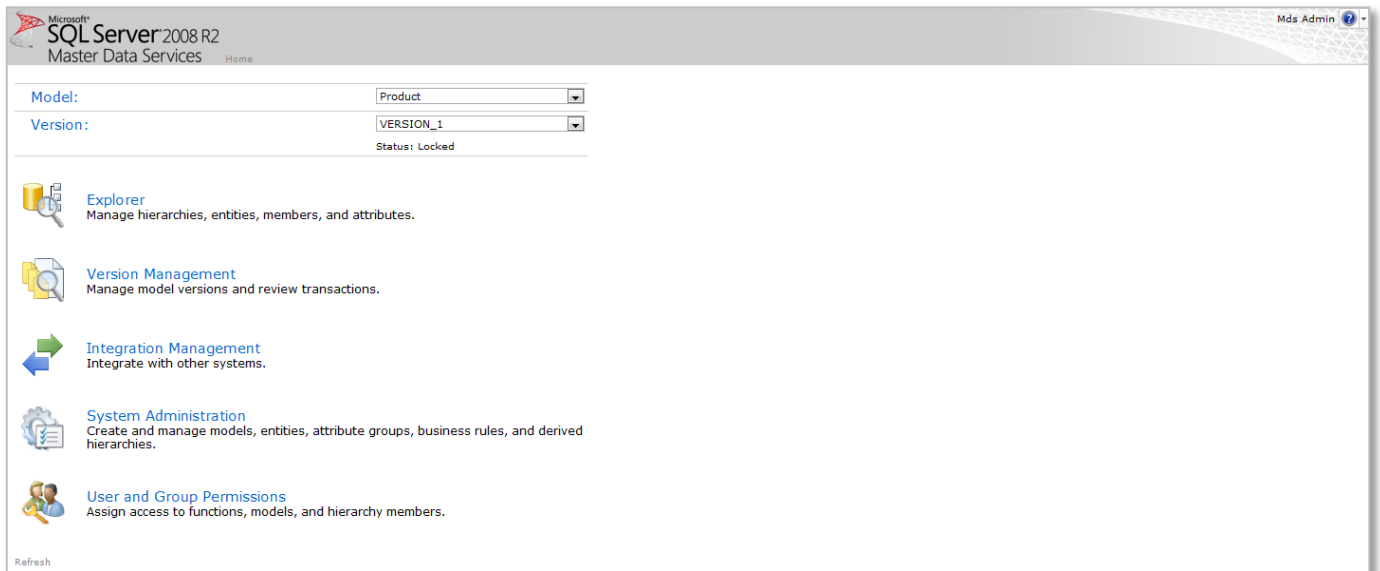 Microsoft®
SQL Server® 2008 R2
Master Data Services Home
Mds Admin
Model: Product
Version: VERSION_1
Status: Locked
Explorer
Manage hierarchies, entities, members, and attributes.
Version Management
Manage model versions and review transactions.
Integration Management
Integrate with other systems.
System Administration
Create and manage models, entities, attribute groups, business rules, and derived
hierarchies.
User and Group Permissions
Assign access to functions, models, and hierarchy members.
Refresh